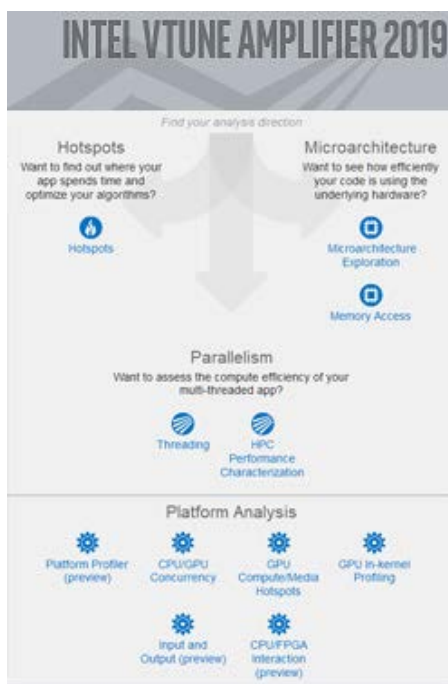 INTEL VTUNE AMPLIFIER 2019
Find your analysis direction
Hotspots
Want to find out where your
app spends time and
optimize your algorithms?
Hotspots
Microarchitecture
Want to see how efficiently
your code is using the
underlying hardware?
Microarchitecture
Exploration
Memory Access
Parallelism
Want to assess the compute efficiency of your
multi-threaded app?
Threading
HPC
Performance
Characterization
Platform Analysis
Platform Profiler
(preview)
CPU/GPU
Concurrency
GPU
Compute/Media
Hotspots
GPU In-kernel
Profiling
Input and
Output (preview)
CPU/FPGA
Interaction
(preview)